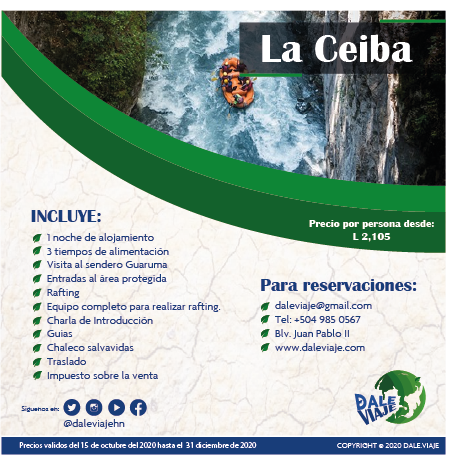 La Ceiba
Precio por persona desde:
L 2,105
INCLUYE:
1 noche de alojamiento
3 tiempos de alimentación
Visita al sendero Guaruma
Entradas al área protegida
Rafting
Equipo completo para realizar rafting.
Charla de Introducción
Guias
Chaleco salvavidas
Traslado
Impuesto sobre la venta
Para reservaciones:
daleviaje@gmail.com
Tel: +504 985 0567
Blv. Juan Pablo II
www.daleviaje.com
Siguenos en:
@daleviajehn
DALE
VIAJE
Precios validos del 15 de octubre del 2020 hasta el 31 diciembre de 2020
COPYRIGHT © 2020 DALE.VIAJE